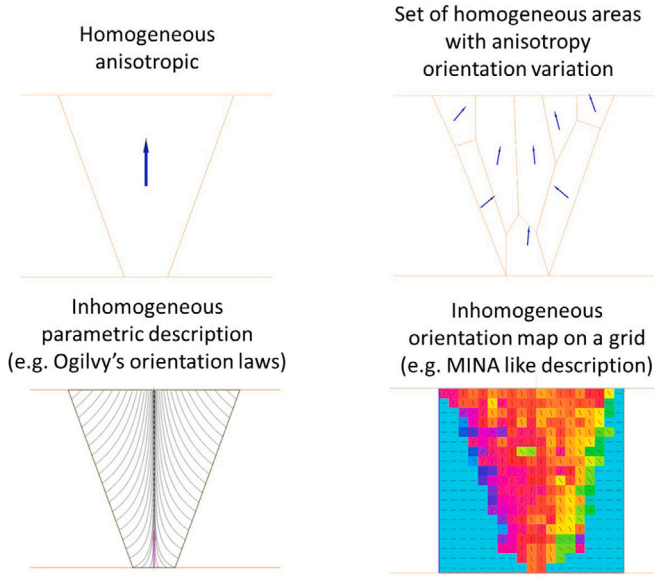 Homogeneous
anisotropic
Set of homogeneous areas
with anisotropy
orientation variation
Inhomogeneous
parametric description
(e.g. Ogilvy's orientation laws)
Inhomogeneous
orientation map on a grid
(e.g. MINA like description)